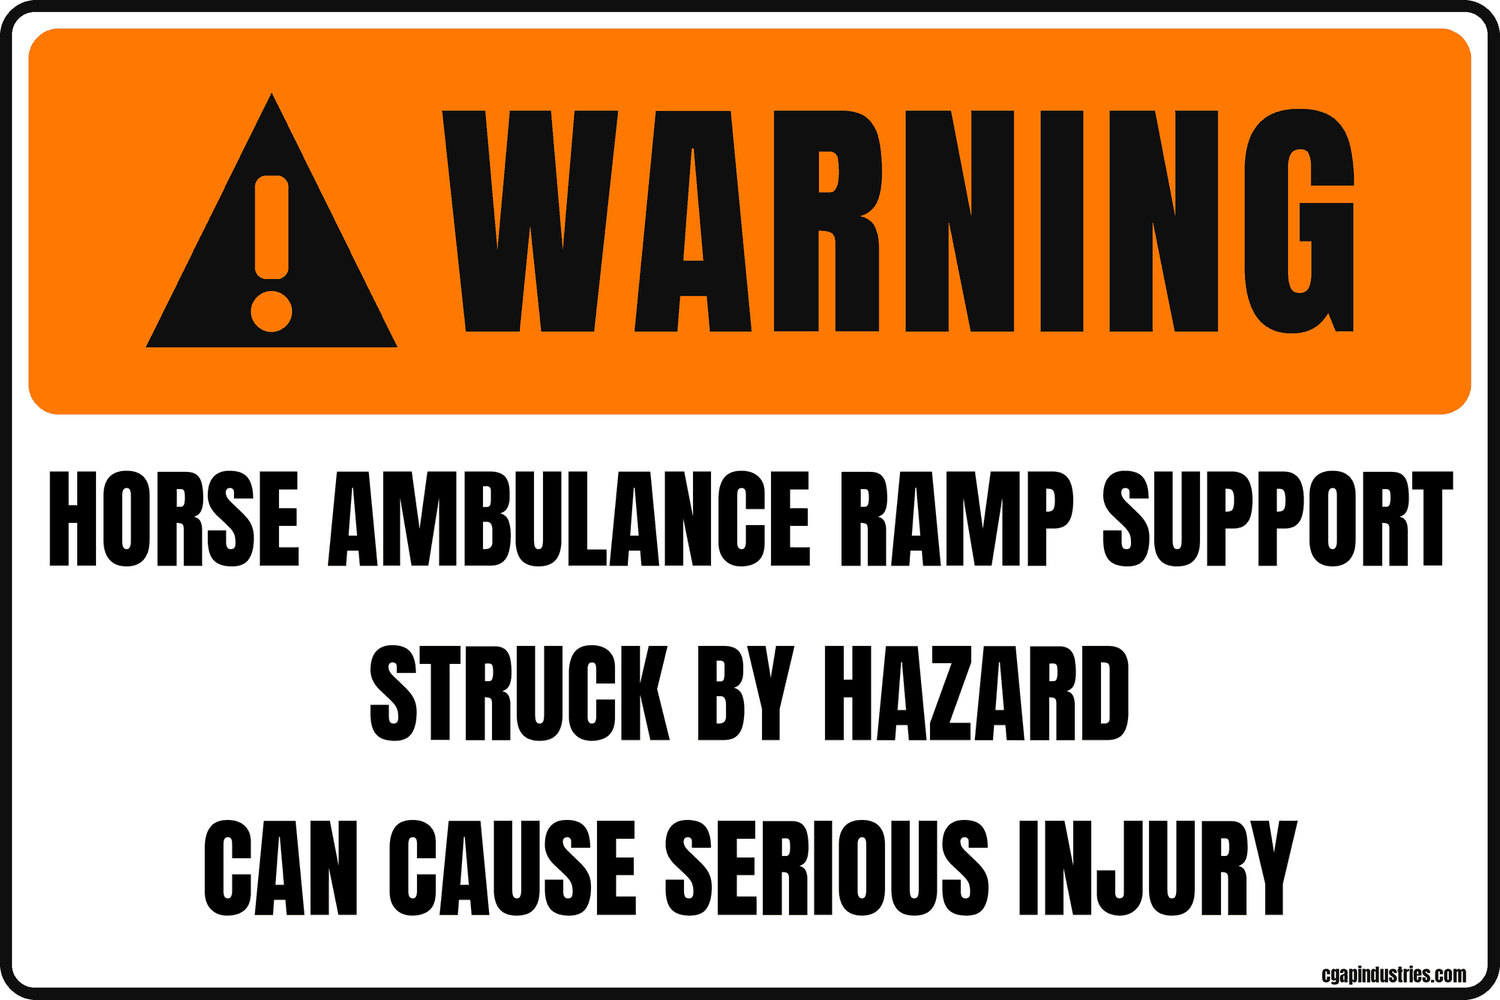 WARNING
HORSE AMBULANCE RAMP SUPPORT
STRUCK BY HAZARD
CAN CAUSE SERIOUS INJURY
cgapindustries.com